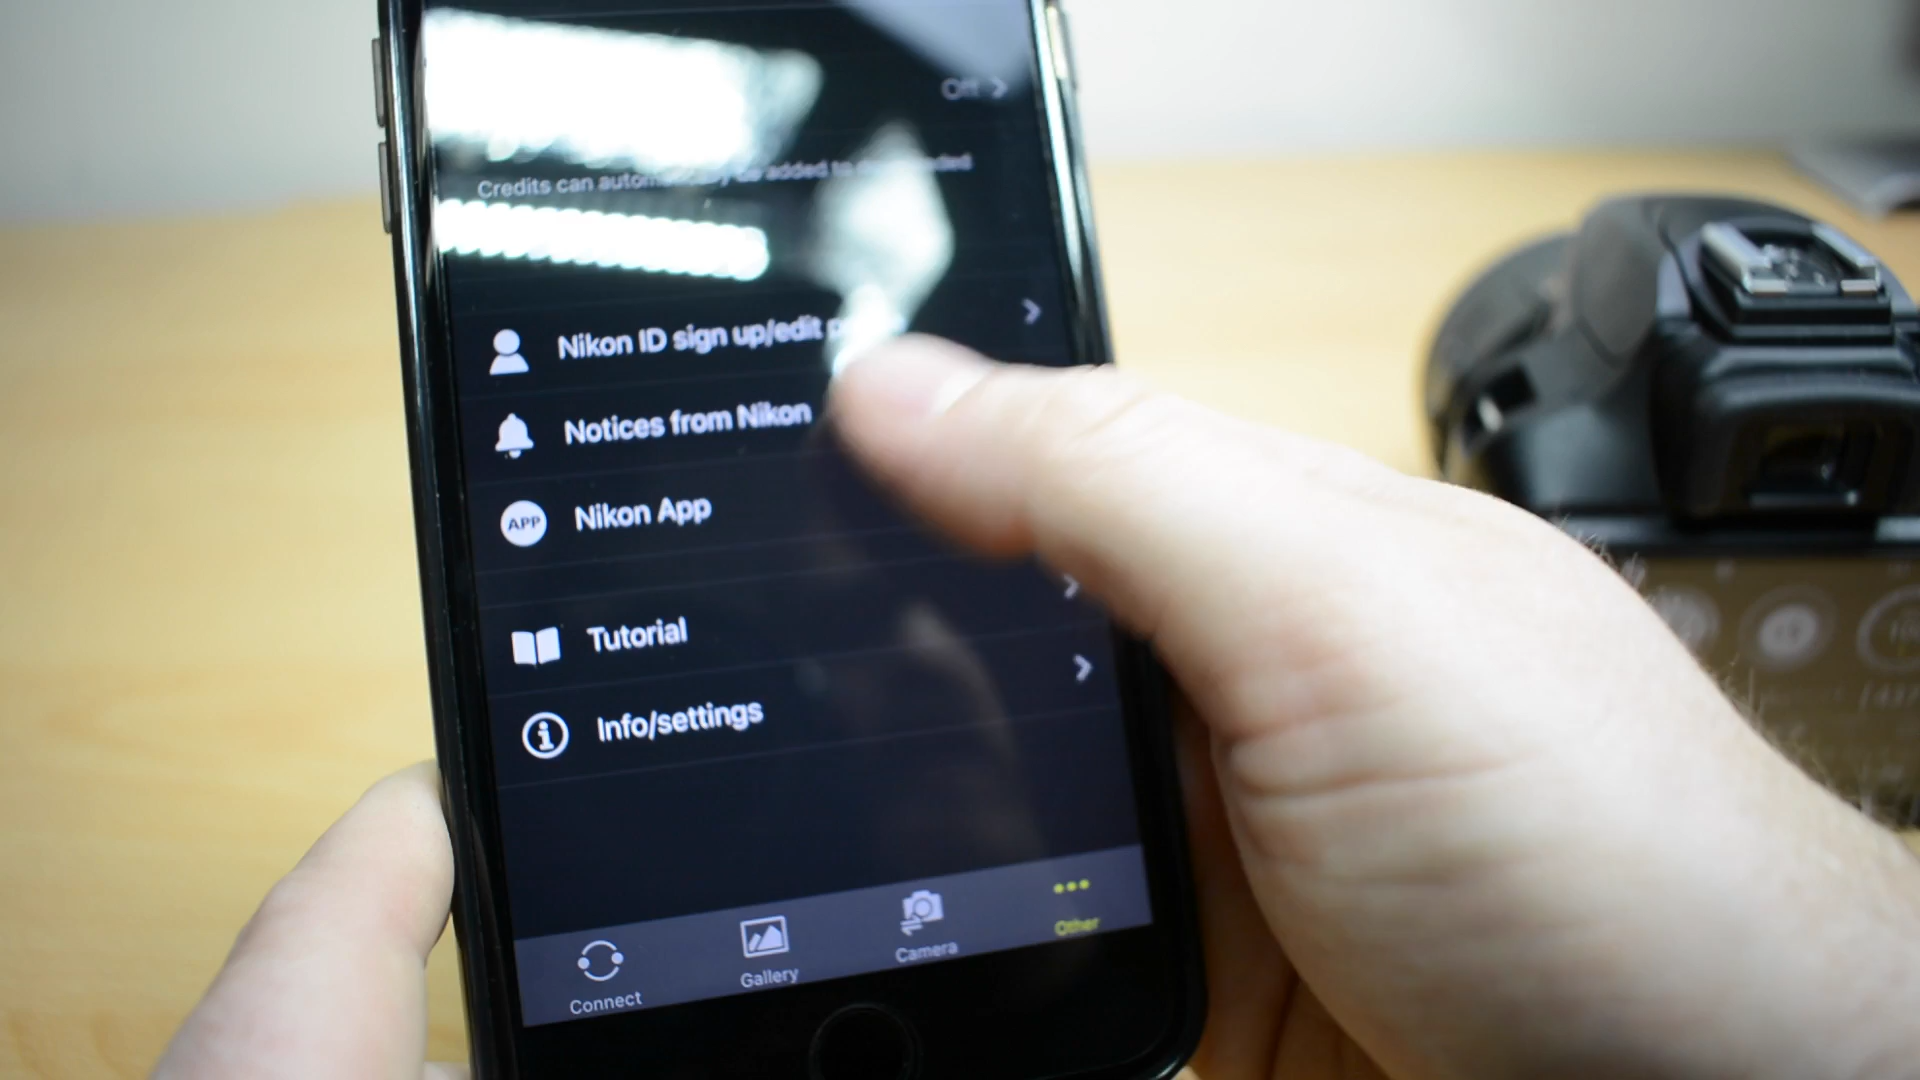 Off
Credits can be added to
Nikon ID sign up/edit
Notices from Nikon
APP Nikon App
Tutorial
Info/settings
Connect
Gallery
Camera
Other